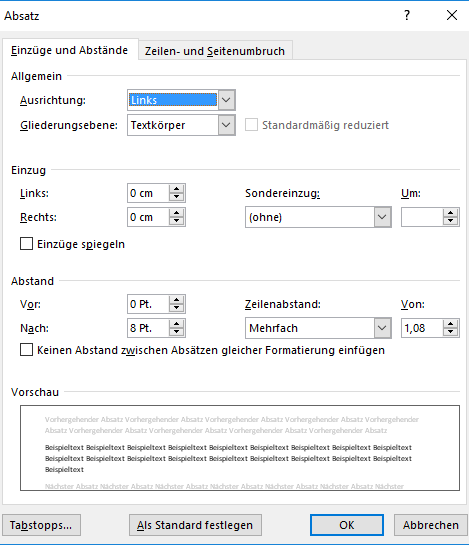 Absatz
Einzüge und Abstände Zeilen- und Seitenumbruch
Allgemein
Ausrichtung: Links
Gliederungsebene: Textkörper Standardmäßig reduziert
Einzug
Links: 0 cm Sondereinzug: Um:
Rechts: 0 cm (ohne)
Einzüge spiegeln
Abstand
Vor: 0 Pt. Zeilenabstand: Von:
Nach: 8 Pt. Mehrfach 1,08
Keinen Abstand zwischen Absätzen gleicher Formatierung einfügen
Vorschau
Vorhergehender Absatz Vorhergehender Absatz Vorhergehender Absatz Vorhergehender Absatz Vorhergehender
Absatz Vorhergehender Absatz Vorhergehender Absatz Vorhergehender Absatz
Beispieltext Beispieltext Beispieltext Beispieltext Beispieltext Beispieltext Beispieltext Beispieltext Beispieltext
Beispieltext Beispieltext Beispieltext Beispieltext Beispieltext Beispieltext Beispieltext Beispieltext Beispieltext
Beispieltext
Nächster Absatz Nächster Absatz Nächster Absatz Nächster Absatz Nächster Absatz Nächster
Tabstopps... Als Standard festlegen OK Abbrechen